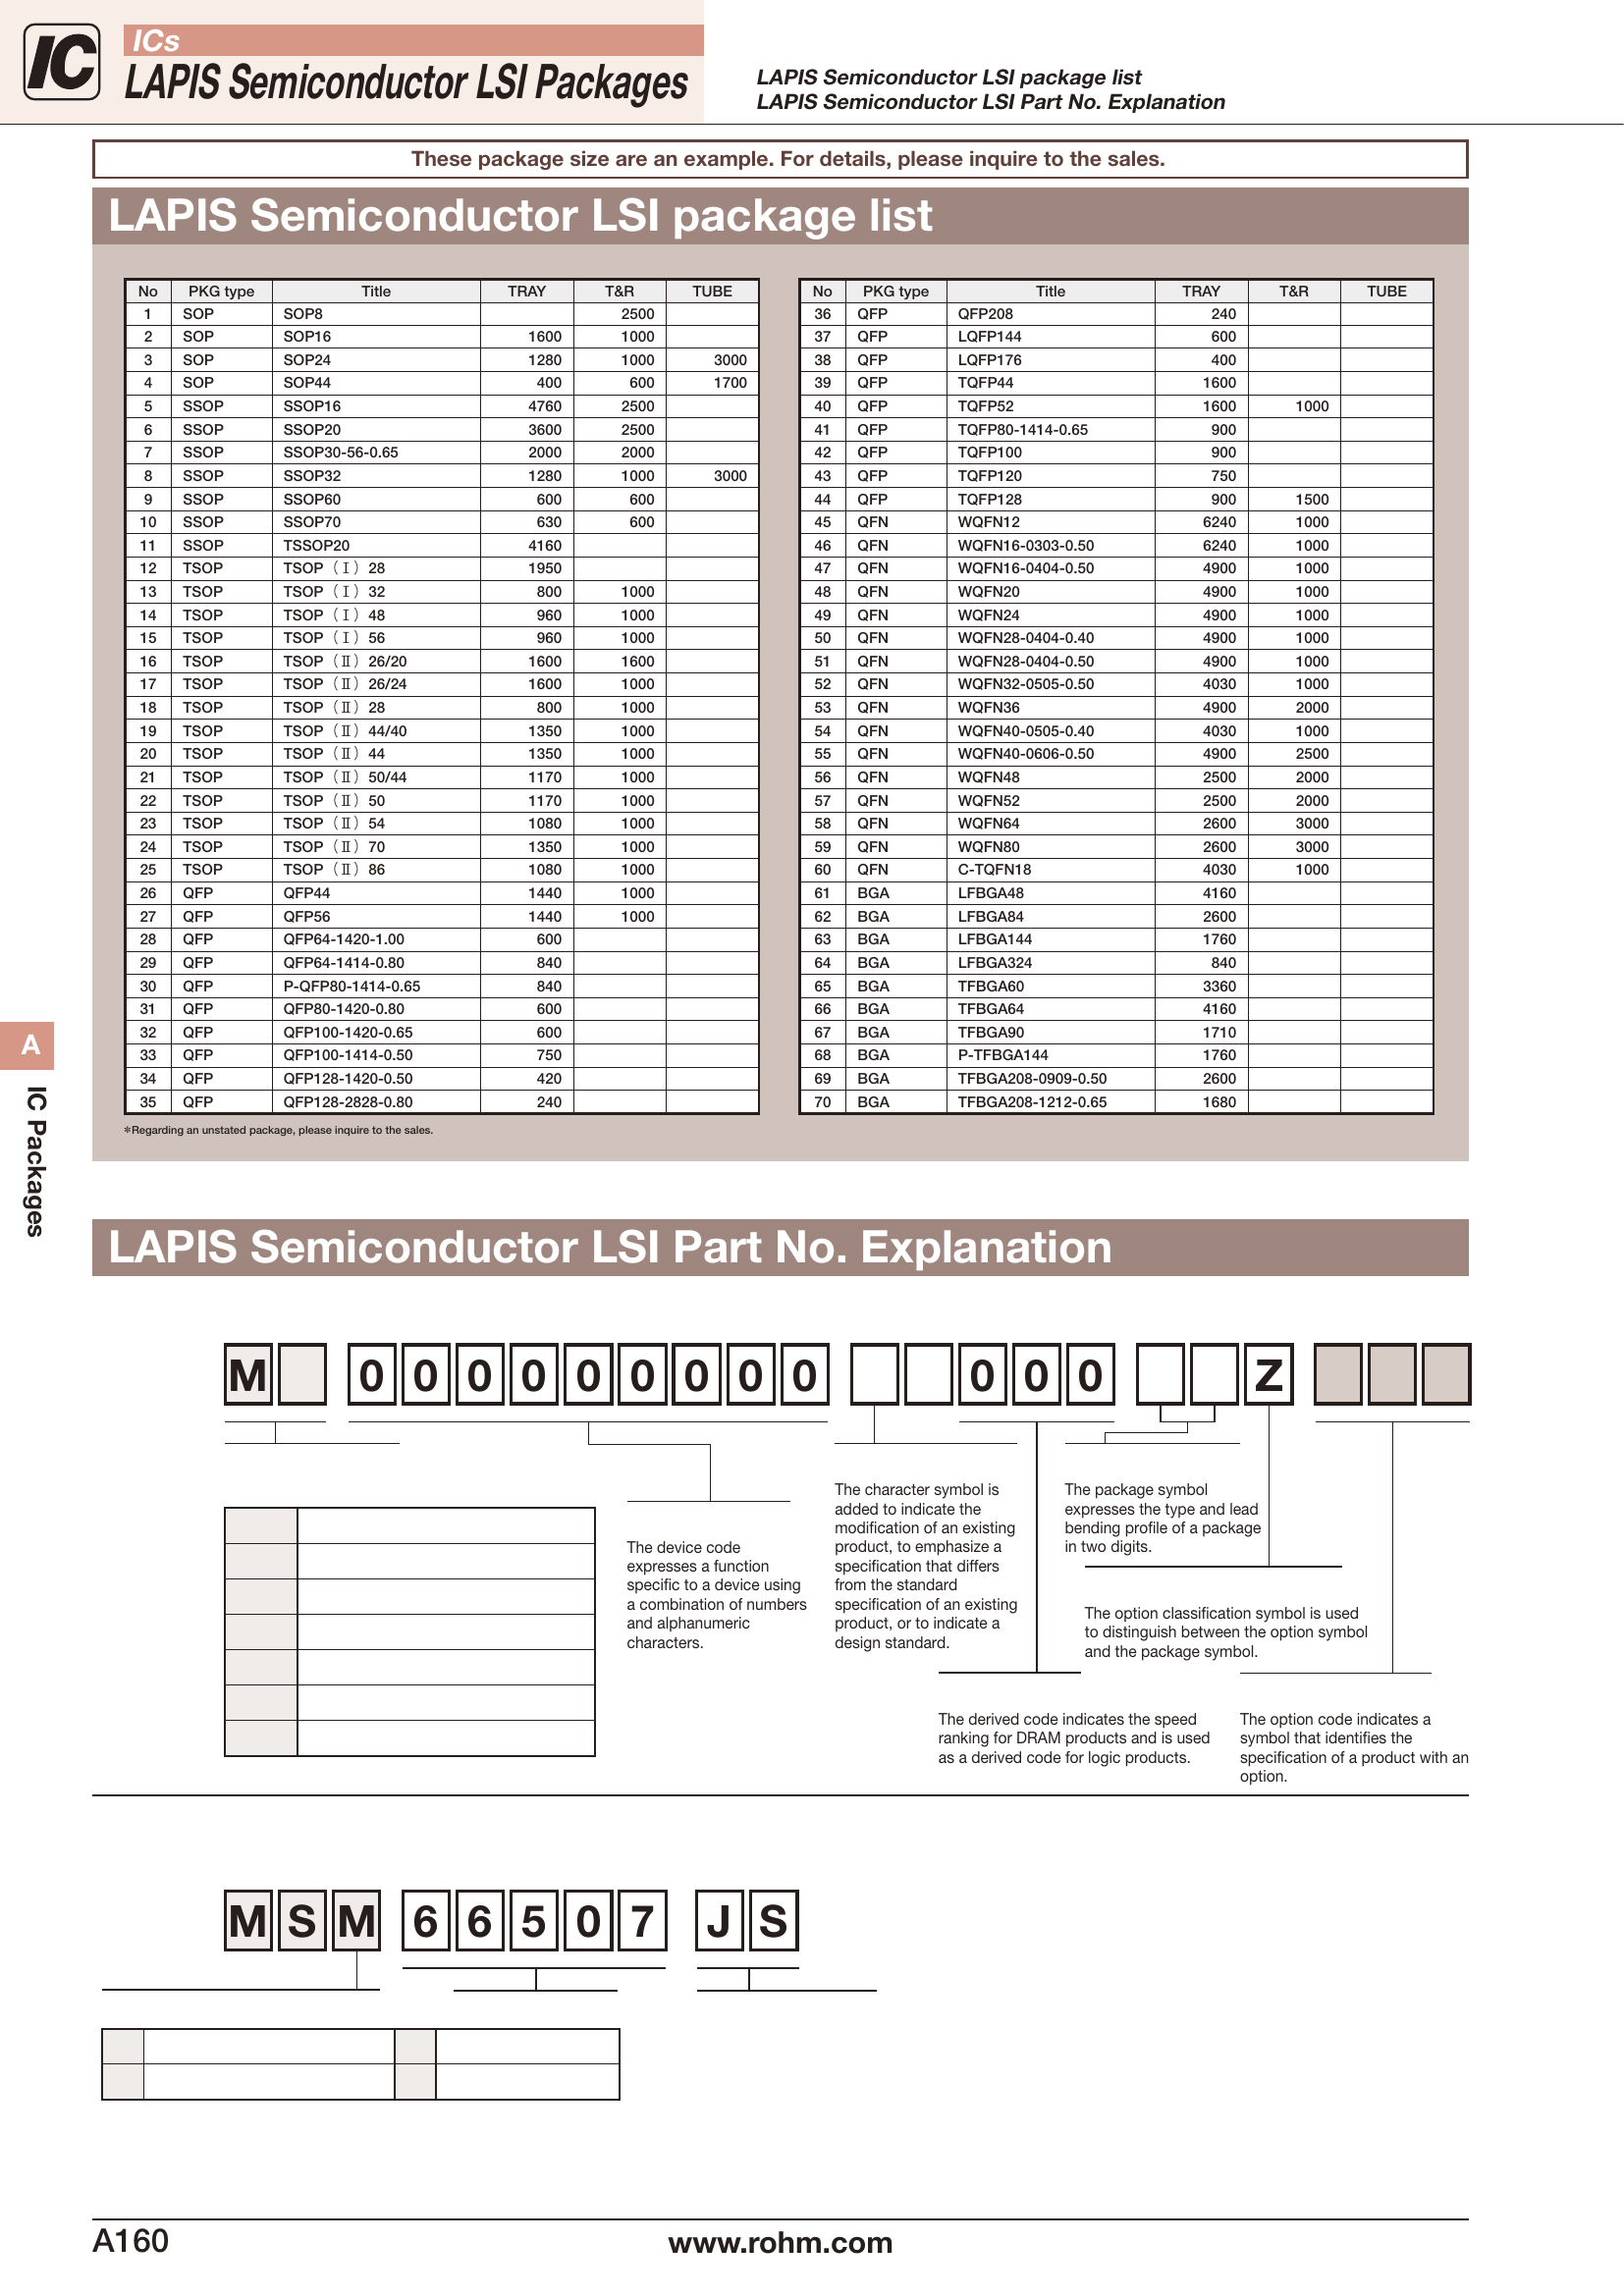 IC
ICs
LAPIS Semiconductor LSI Packages
LAPIS Semiconductor LSI package list
LAPIS Semiconductor LSI Part No. Explanation
These package size are an example. For details, please inquire to the sales.
LAPIS Semiconductor LSI package list
No PKG type Title TRAY T&R TUBE
1 SOP SOP8 2500
2 SOP SOP16 1600 1000
3 SOP SOP24 1280 1000 3000
4 SOP SOP44 400 600 1700
5 SSOP SSOP16 4760 2500
6 SSOP SSOP20 3600 2500
7 SSOP SSOP30-56-0.65 2000 2000
8 SSOP SSOP32 1280 1000 3000
9 SSOP SSOP60 600 600
10 SSOP SSOP70 630 600
11 SSOP TSSOP20 4160
12 TSOP TSOP（Ⅰ）28 1950
13 TSOP TSOP（Ⅰ）32 800 1000
14 TSOP TSOP（Ⅰ）48 960 1000
15 TSOP TSOP（Ⅰ）56 960 1000
16 TSOP TSOP（Ⅱ）26/20 1600 1600
17 TSOP TSOP（Ⅱ）26/24 1600 1000
18 TSOP TSOP（Ⅱ）28 800 1000
19 TSOP TSOP（Ⅱ）44/40 1350 1000
20 TSOP TSOP（Ⅱ）44 1350 1000
21 TSOP TSOP（Ⅱ）50/44 1170 1000
22 TSOP TSOP（Ⅱ）50 1170 1000
23 TSOP TSOP（Ⅱ）54 1080 1000
24 TSOP TSOP（Ⅱ）70 1350 1000
25 TSOP TSOP（Ⅱ）86 1080 1000
26 QFP QFP44 1440 1000
27 QFP QFP56 1440 1000
28 QFP QFP64-1420-1.00 600
29 QFP QFP64-1414-0.80 840
30 QFP P-QFP80-1414-0.65 840
31 QFP QFP80-1420-0.80 600
32 QFP QFP100-1420-0.65 600
33 QFP QFP100-1414-0.50 750
34 QFP QFP128-1420-0.50 420
35 QFP QFP128-2828-0.80 240
No PKG type Title TRAY T&R TUBE
36 QFP QFP208 240
37 QFP LQFP144 600
38 QFP LQFP176 400
39 QFP TQFP44 1600
40 QFP TQFP52 1600 1000
41 QFP TQFP80-1414-0.65 900
42 QFP TQFP100 900
43 QFP TQFP120 750
44 QFP TQFP128 900 1500
45 QFN WQFN12 6240 1000
46 QFN WQFN16-0303-0.50 6240 1000
47 QFN WQFN16-0404-0.50 4900 1000
48 QFN WQFN20 4900 1000
49 QFN WQFN24 4900 1000
50 QFN WQFN28-0404-0.40 4900 1000
51 QFN WQFN28-0404-0.50 4900 1000
52 QFN WQFN32-0505-0.50 4030 1000
53 QFN WQFN36 4900 2000
54 QFN WQFN40-0505-0.40 4030 1000
55 QFN WQFN40-0606-0.50 4900 2500
56 QFN WQFN48 2500 2000
57 QFN WQFN52 2500 2000
58 QFN WQFN64 2600 3000
59 QFN WQFN80 2600 3000
60 QFN C-TQFN18 4030 1000
61 BGA LFBGA48 4160
62 BGA LFBGA84 2600
63 BGA LFBGA144 1760
64 BGA LFBGA324 840
65 BGA TFBGA60 3360
66 BGA TFBGA64 4160
67 BGA TFBGA90 1710
68 BGA P-TFBGA144 1760
69 BGA TFBGA208-0909-0.50 2600
70 BGA TFBGA208-1212-0.65 1680
*Regarding an unstated package, please inquire to the sales.
A
IC Packages
LAPIS Semiconductor LSI Part No. Explanation
M 0 0 0 0 0 0 0 0 0 0 0 0 Z
The device code
expresses a function
specific to a device using
a combination of numbers
and alphanumeric
characters.
The character symbol is
added to indicate the
modification of an existing
product, to emphasize a
specification that differs
from the standard
specification of an existing
product, or to indicate a
design standard.
The package symbol
expresses the type and lead
bending profile of a package
in two digits.
The option classification symbol is used
to distinguish between the option symbol
and the package symbol.
The derived code indicates the speed
ranking for DRAM products and is used
as a derived code for logic products.
The option code indicates a
symbol that identifies the
specification of a product with an
option.
M S M 6 6 5 0 7 J S
A160
www.rohm.com